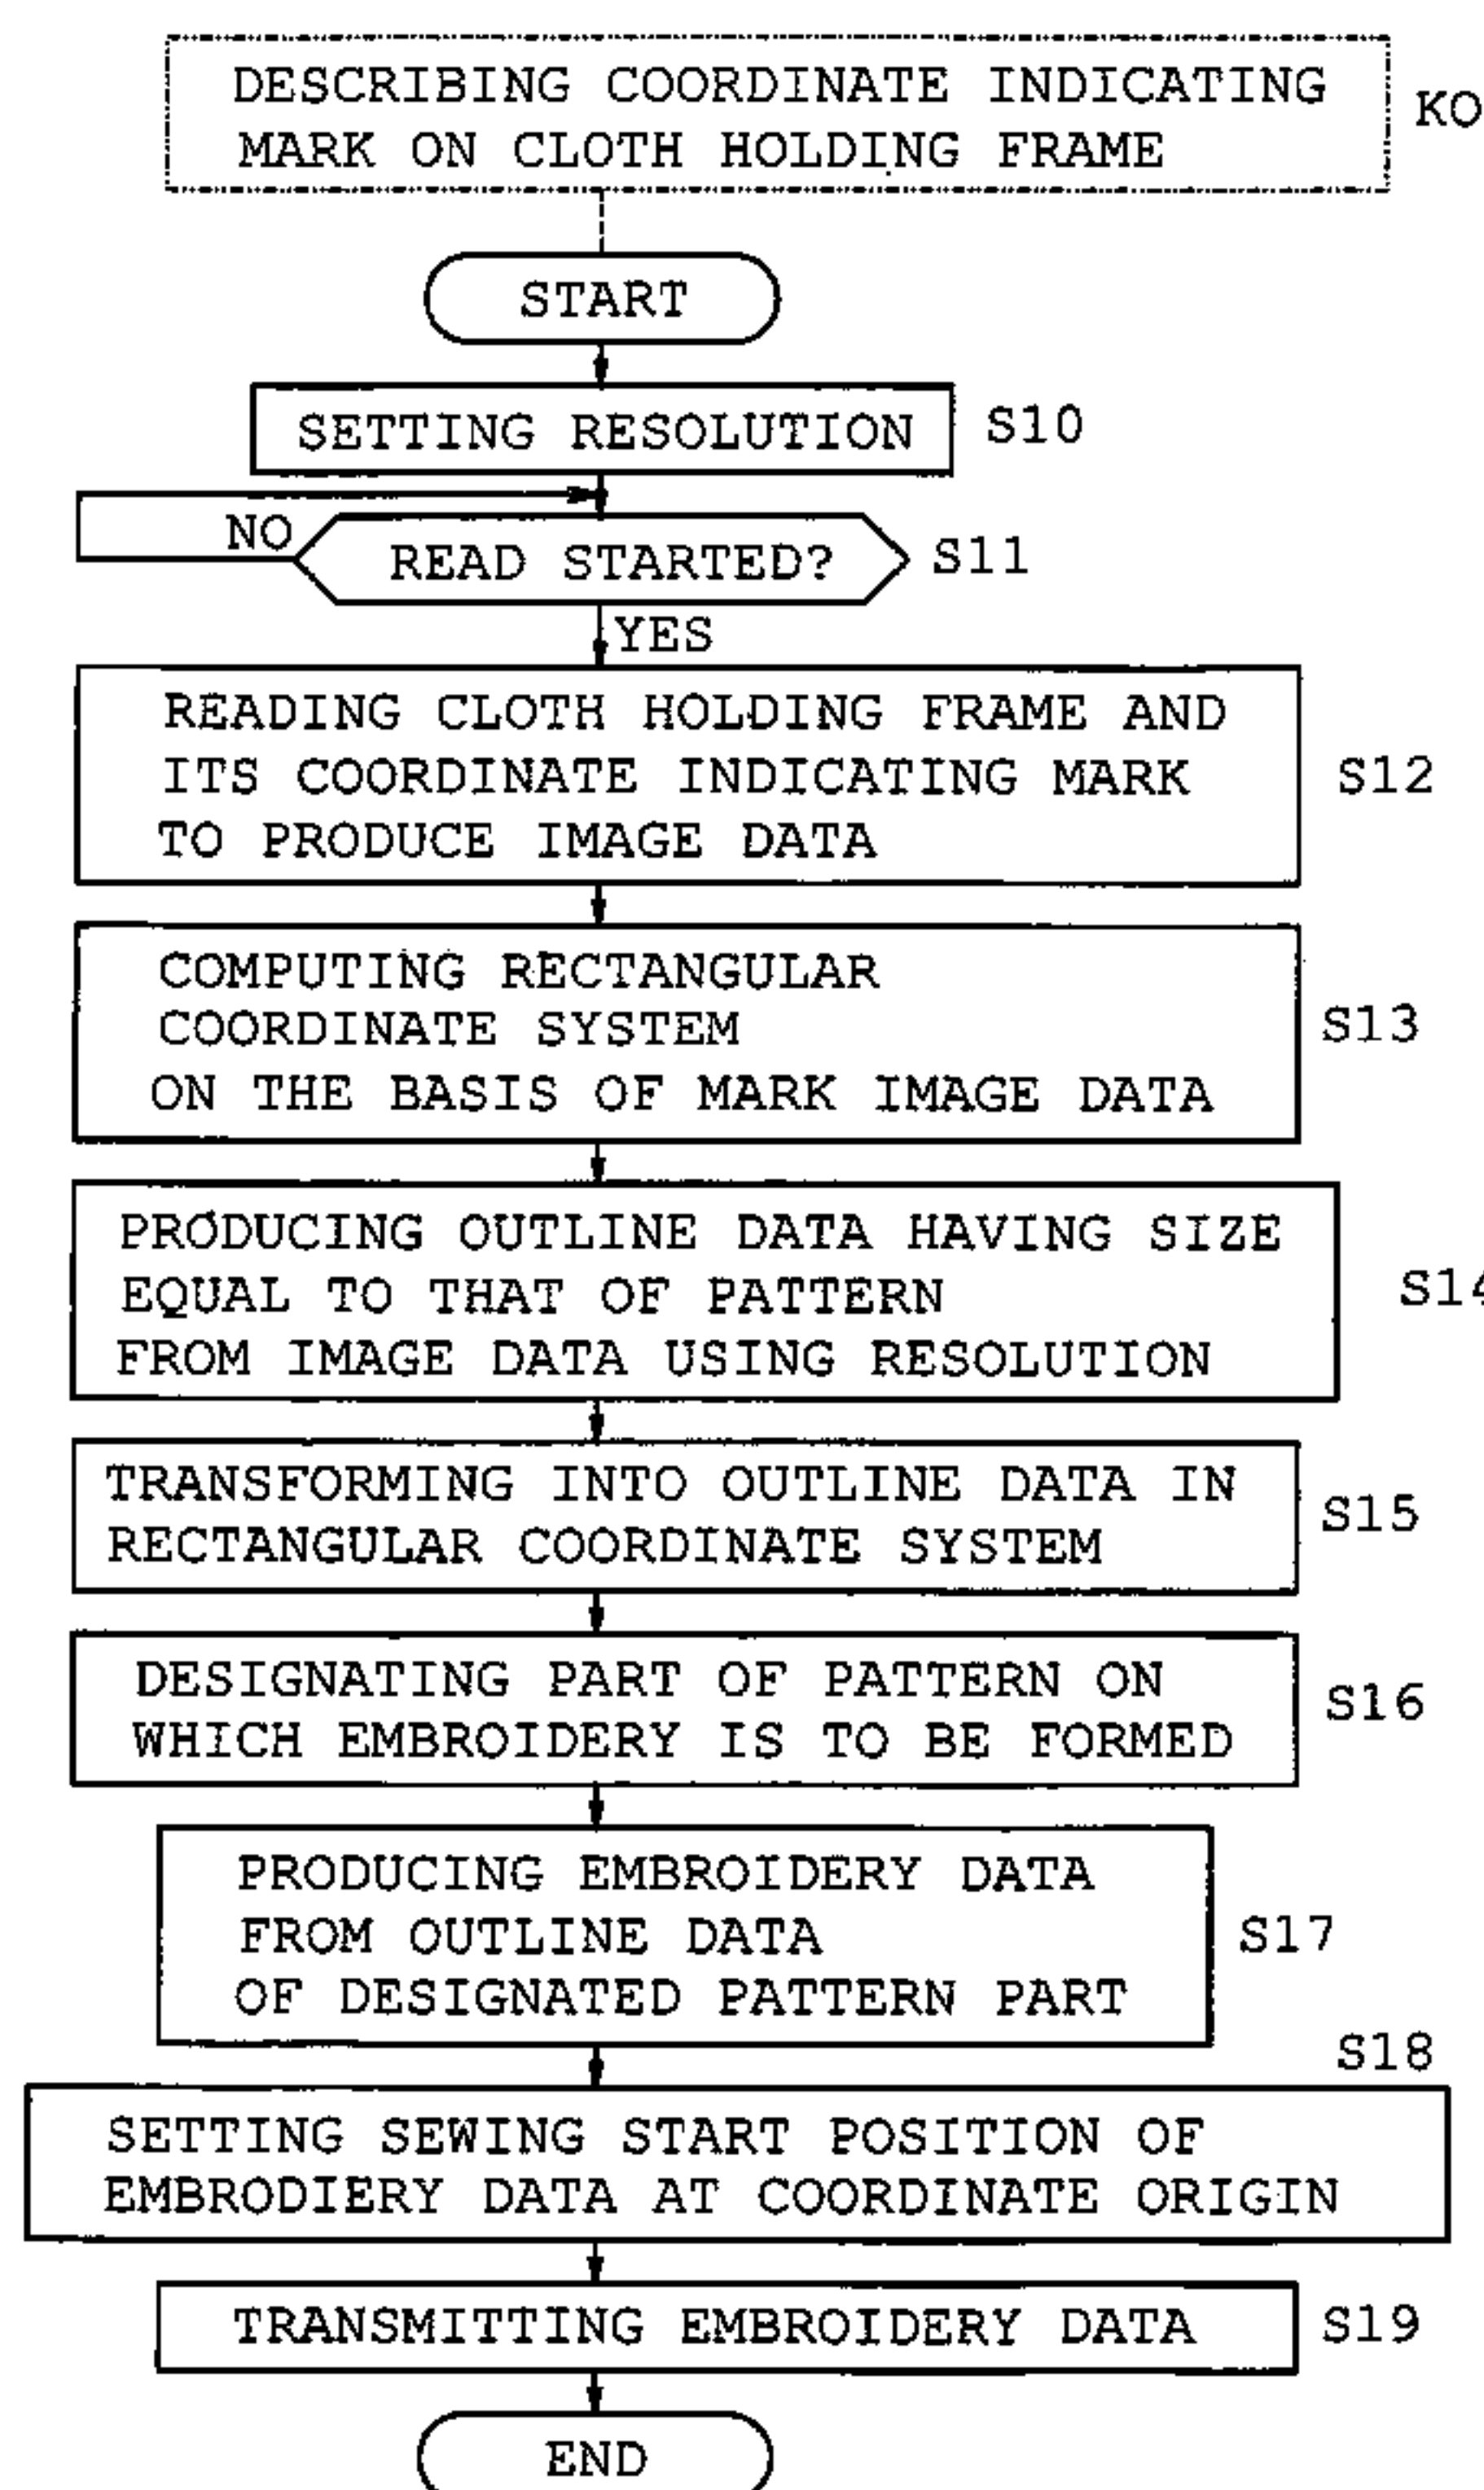 DESCRIBING COORDINATE INDICATING
MARK ON CLOTH HOLDING FRAME
KO
START
SETTING RESOLUTION
S10
NO
READ STARTED?
S11
YES
READING CLOTH HOLDING FRAME AND
ITS COORDINATE INDICATING MARK
TO PRODUCE IMAGE DATA
S12
COMPUTING RECTANGULAR
COORDINATE SYSTEM
ON THE BASIS OF MARK IMAGE DATA
S13
PRODUCING OUTLINE DATA HAVING SIZE
EQUAL TO THAT OF PATTERN
FROM IMAGE DATA USING RESOLUTION
S14
TRANSFORMING INTO OUTLINE DATA IN
RECTANGULAR COORDINATE SYSTEM
S15
DESIGNATING PART OF PATTERN ON
WHICH EMBROIDERY IS TO BE FORMED
S16
PRODUCING EMBROIDERY DATA
FROM OUTLINE DATA
OF DESIGNATED PATTERN PART
S17
S18
SETTING SEWING START POSITION OF
EMBRODIERY DATA AT COORDINATE ORIGIN
TRANSMITTING EMBROIDERY DATA
S19
END